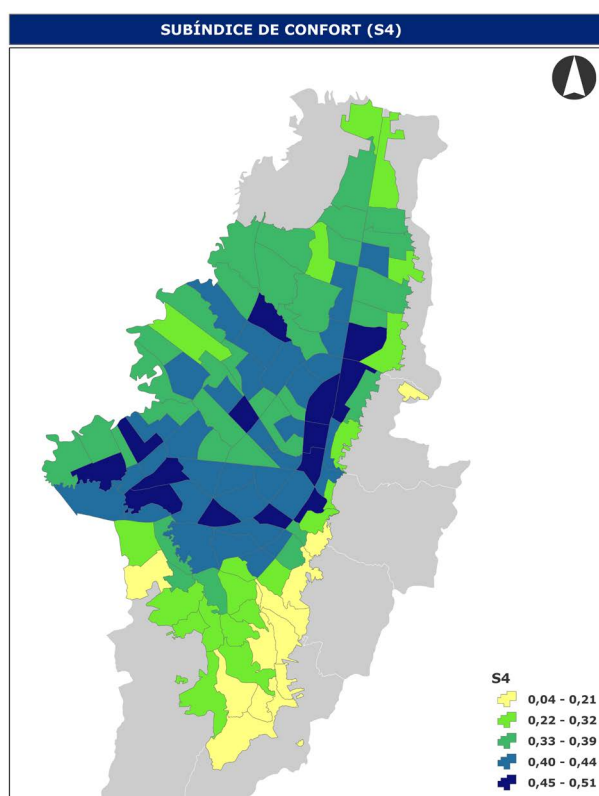 SUBÍNDICE DE CONFORT (S4)
S4
0,04 - 0,21
0,22 - 0,32
0,33 - 0,39
0,40 - 0,44
0,45 - 0,51